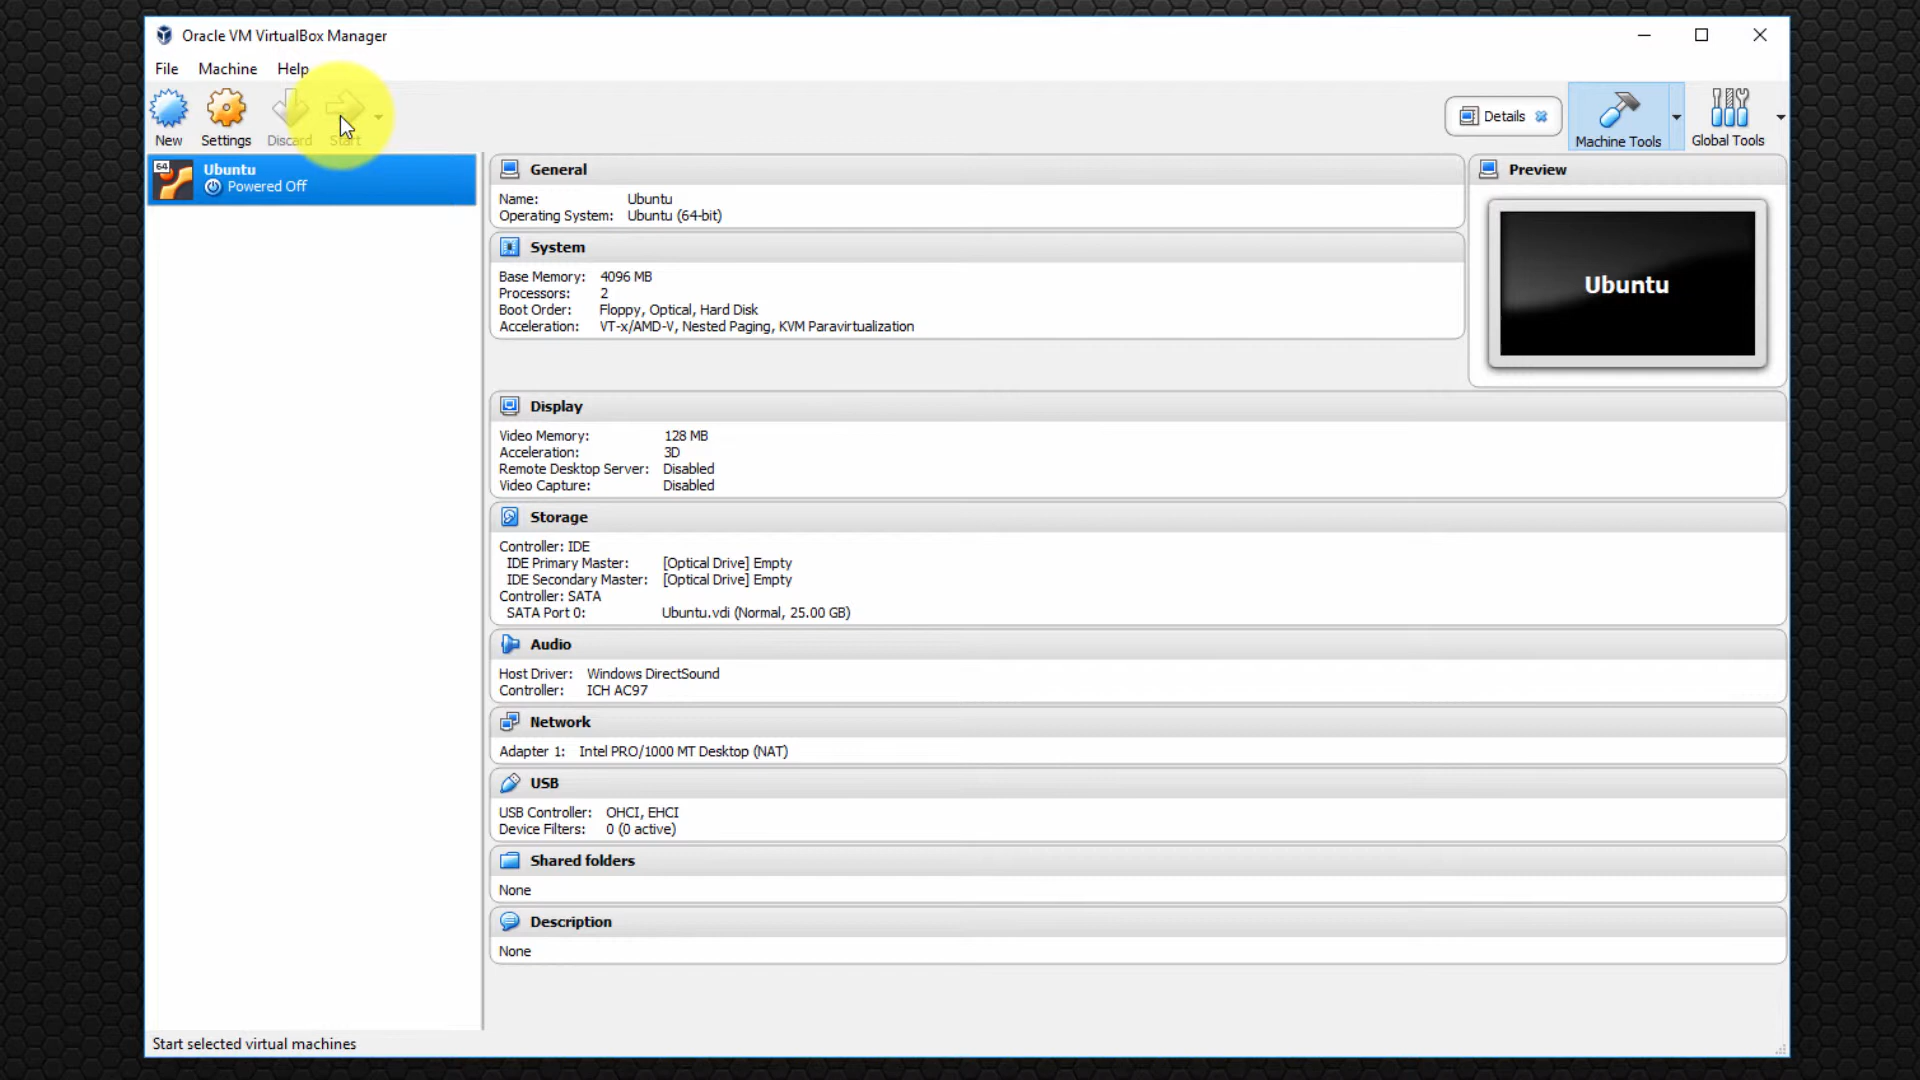 Oracle VM VirtualBox Manager
File Machine Help
New Settings Discard Start
Details
Machine Tools
Global Tools
64
Ubuntu
Powered Off
General
Name: Ubuntu
Operating System: Ubuntu (64-bit)
System
Base Memory: 4096 MB
Processors: 2
Boot Order: Floppy, Optical, Hard Disk
Acceleration: VT-x/AMD-V, Nested Paging, KVM Paravirtualization
Preview
Ubuntu
Display
Video Memory: 128 MB
Acceleration: 3D
Remote Desktop Server: Disabled
Video Capture: Disabled
Storage
Controller: IDE
IDE Primary Master: [Optical Drive] Empty
IDE Secondary Master: [Optical Drive] Empty
Controller: SATA
SATA Port 0: Ubuntu.vdi (Normal, 25.00 GB)
Audio
Host Driver: Windows DirectSound
Controller: ICH AC97
Network
Adapter 1: Intel PRO/1000 MT Desktop (NAT)
USB
USB Controller: OHCI, EHCI
Device Filters: 0 (0 active)
Shared folders
None
Description
None
Start selected virtual machines